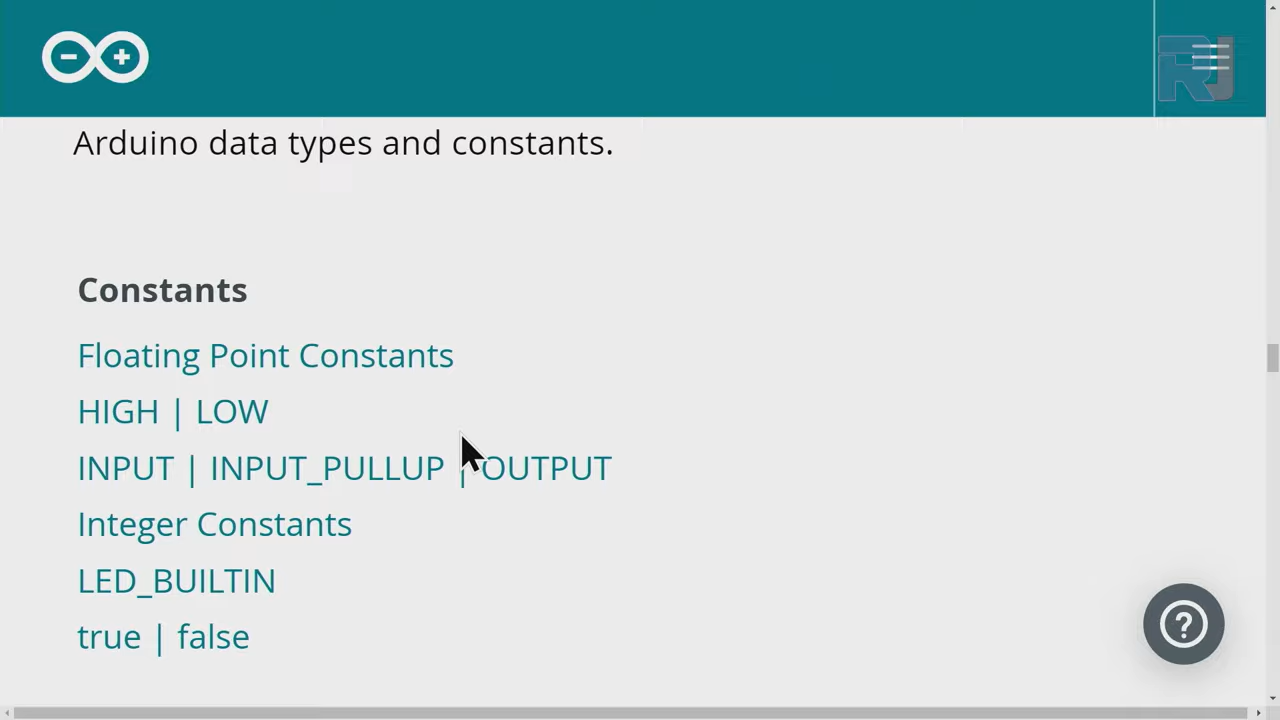 RJ
Arduino data types and constants.
Constants
Floating Point Constants
HIGH | LOW
INPUT | INPUT_PULLUP | OUTPUT
Integer Constants
LED_BUILTIN
true | false
?